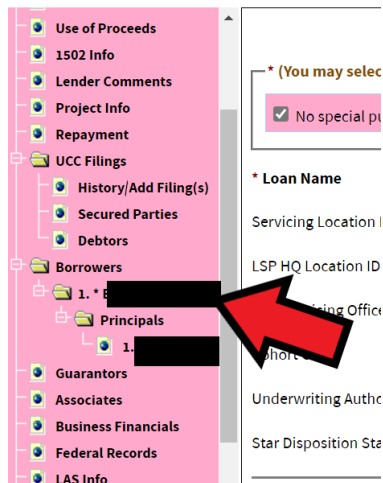 Use of Proceeds
1502 Info
Lender Comments
Project Info
Repayment
UCC Filings
History/Add Filing(s)
Secured Parties
Debtors
Borrowers
1. *
Principals
1.
Guarantors
Associates
Business Financials
Federal Records
LAS Info
* (You may selec
No special pu
* Loan Name
Servicing Location
LSP HQ Location ID
Office
Underwriting Autho
Star Disposition Sta